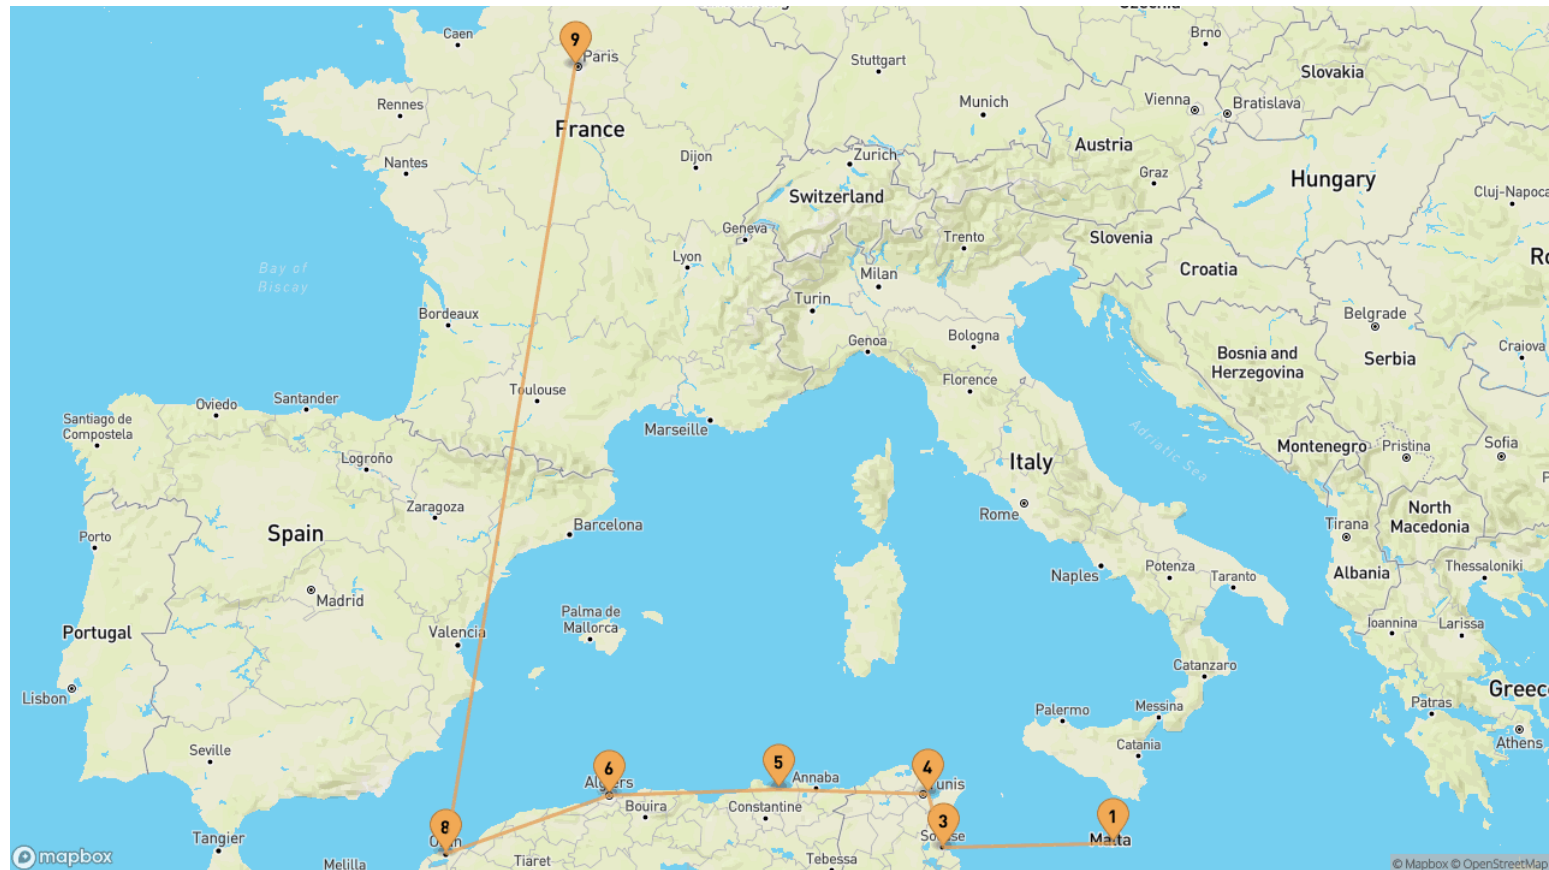 9
Paris
Caen
Rennes
France
Nantes
Dijon
Stuttgart
Munich
Zurich
Switzerland
Geneva
Lyon
Brno
Slovakia
Vienna
Bratislava
Austria
Graz
Hungary
Cluj-Napoca
Slovenia
Trento
Croatia
Milan
Turin
Bay of
Biscay
Bordeaux
Genoa
Bologna
Belgrade
Craiova
Bosnia and
Herzegovina
Serbia
Florence
Toulouse
Santander
Oviedo
Santiago de
Compostela
Marseille
Adriatic Sea
Montenegro
Pristina
Sofia
Logroño
Italy
Zaragoza
Rome
North
Macedonia
Tirana
Spain
Barcelona
Porto
Naples
Potenza
Taranto
Albania
Thessaloniki
Madrid
Palma de
Mallorca
Portugal
Valencia
Ioannina
Larissa
Catanzaro
Lisbon
Greec
Patras
Palermo
Messina
Athens
Seville
Catania
6
5
4
Algiers
Annaba
Tunis
Bouira
Constantine
8
3
1
Oran
Sousse
Malta
Tangier
Melilla
Tiaret
Tebessa
mapbox
© Mapbox © OpenStreetMap